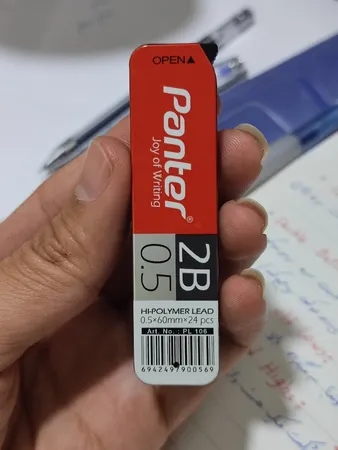 OPEN▲
Panter®
Joy of Writing
2B
0.5
HI-POLYMER LEAD
0.5×60mm×24 pcs
Art. No.: PL 106
6942497900569